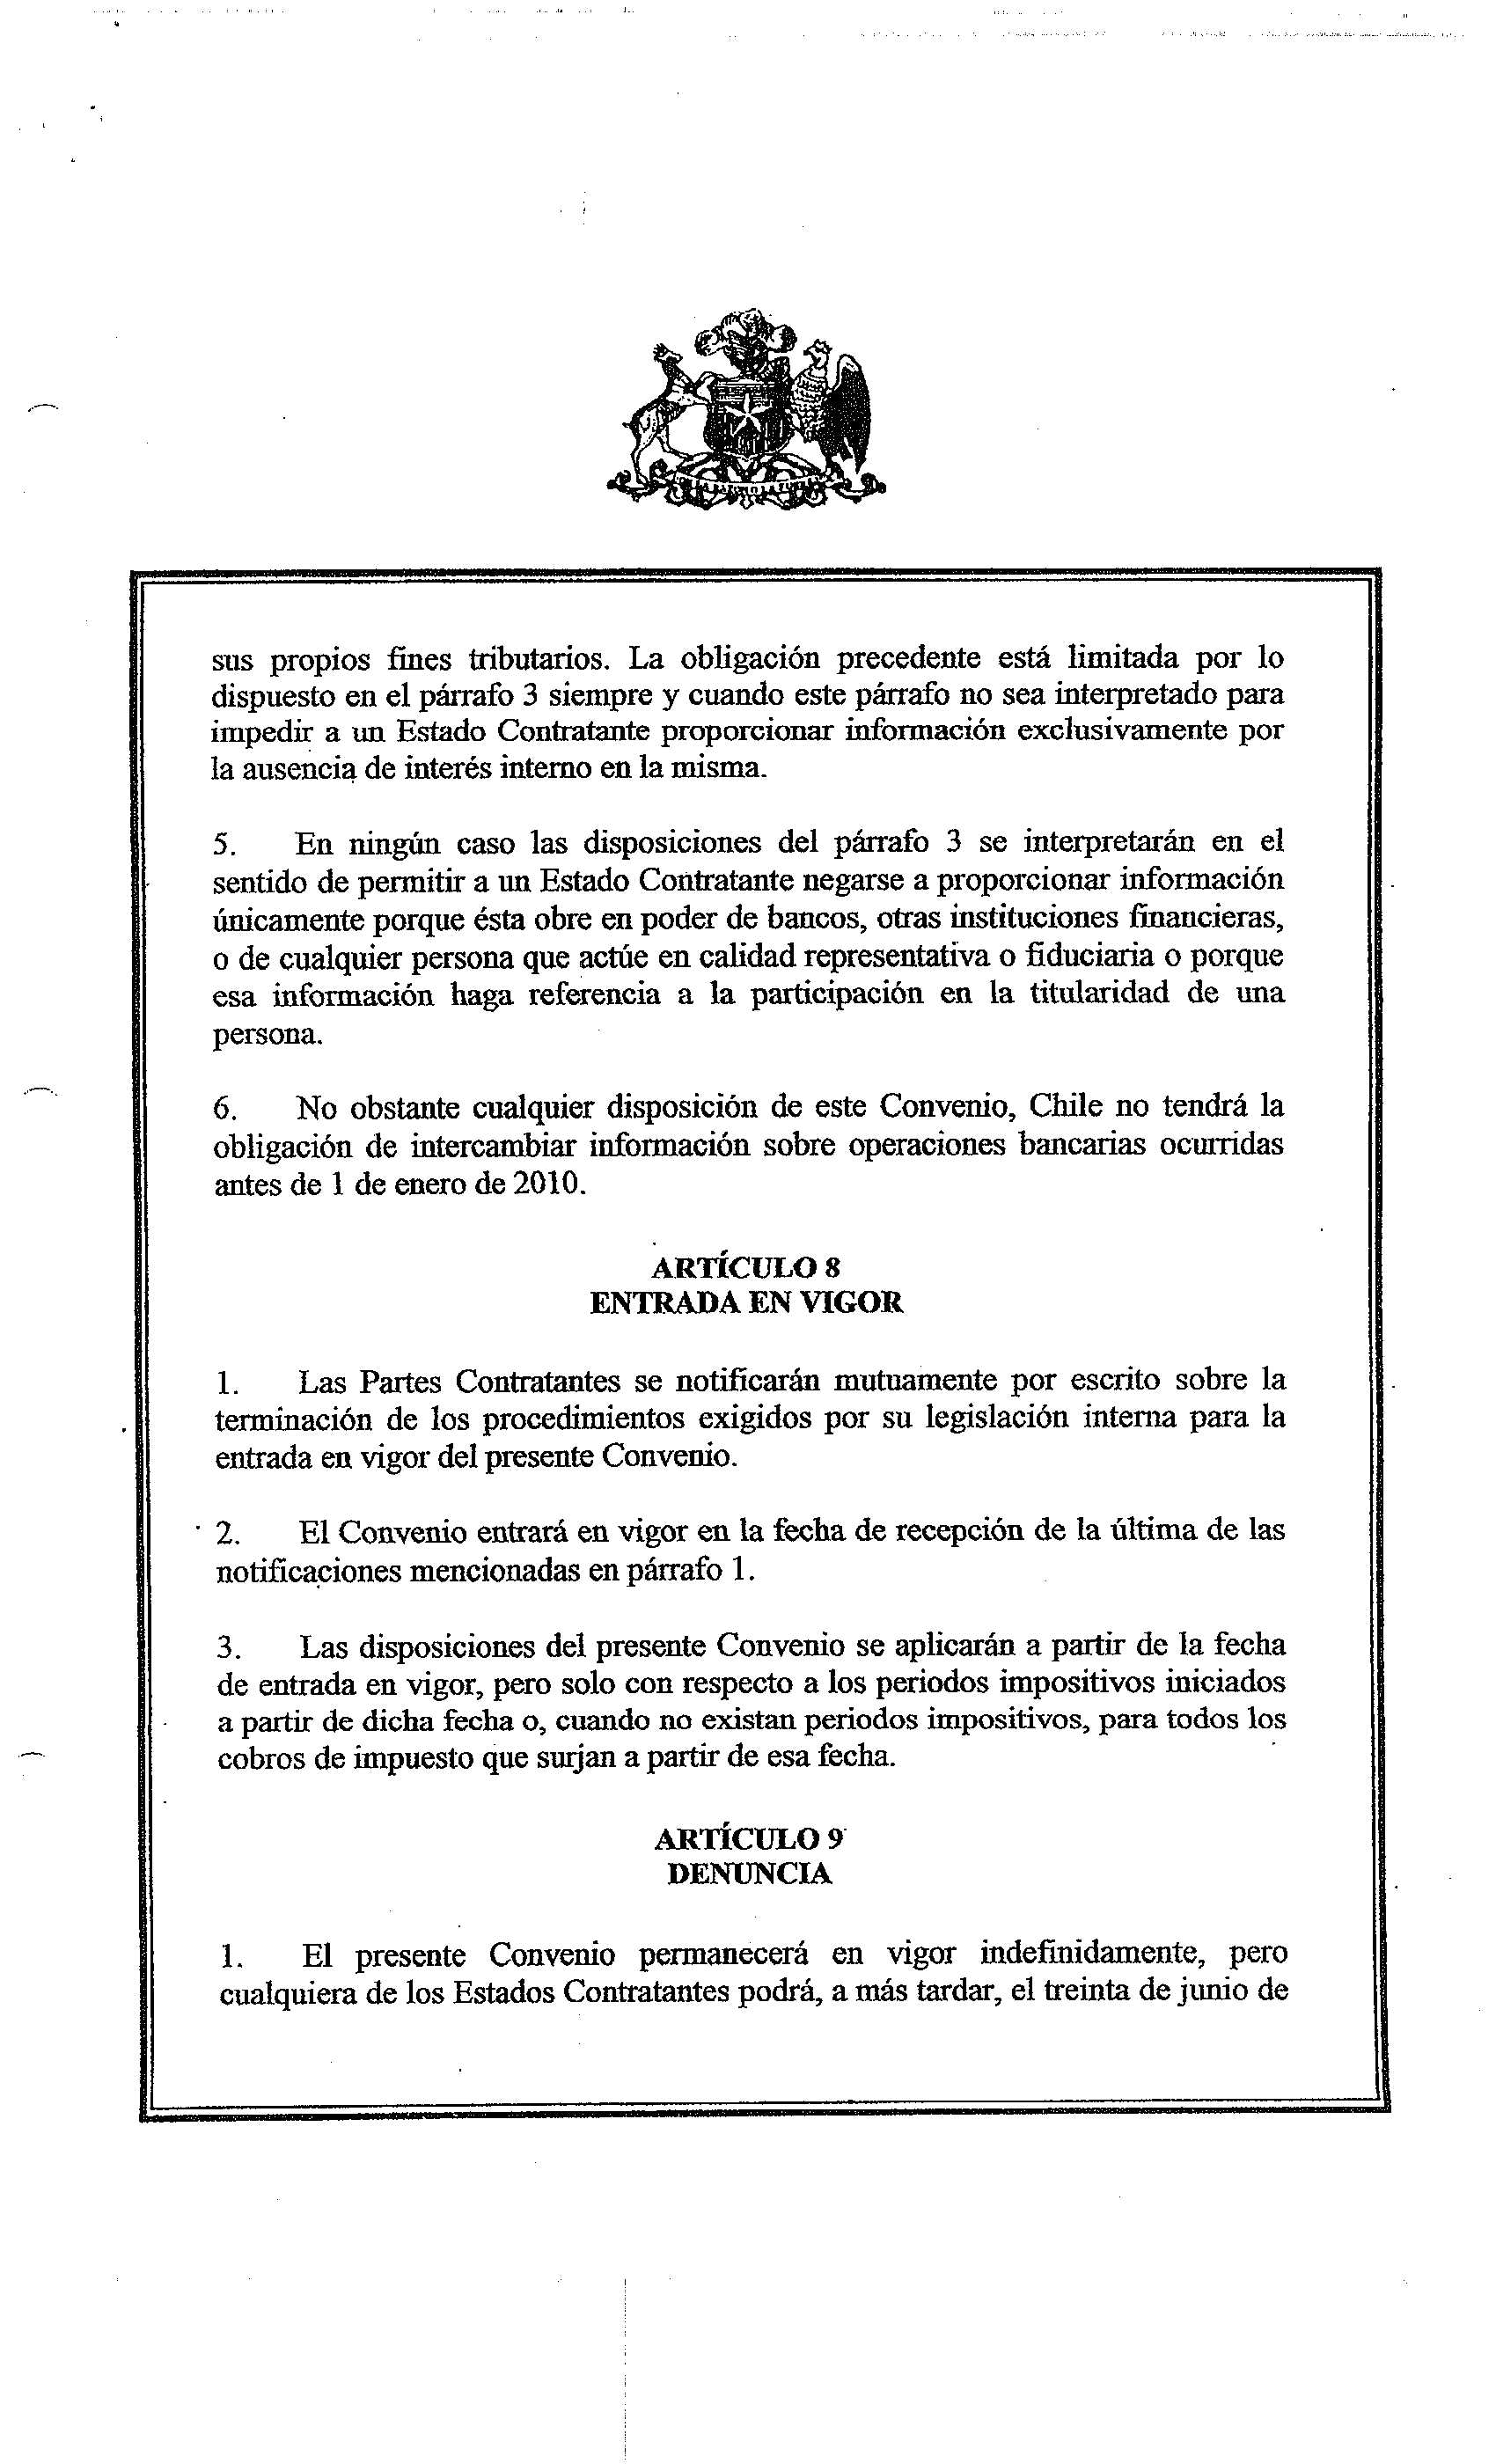 sus propios fines tributarios. La obligación precedente está limitada por lo
dispuesto en el párrafo 3 siempre y cuando este párrafo no sea interpretado para
impedir a un Estado Contratante proporcionar información exclusivamente por
la ausencia de interés interno en la misma.
5. En ningún caso las disposiciones del párrafo 3 se interpretarán en el
sentido de permitir a un Estado Contratante negarse a proporcionar información
únicamente porque ésta obre en poder de bancos, otras instituciones financieras,
o de cualquier persona que actúe en calidad representativa o fiduciaria o porque
esa información haga referencia a la participación en la titularidad de una
persona.
6. No obstante cualquier disposición de este Convenio, Chile no tendrá la
obligación de intercambiar información sobre operaciones bancarias ocurridas
antes de 1 de enero de 2010.
ARTÍCULO 8
ENTRADA EN VIGOR
1. Las Partes Contratantes se notificarán mutuamente por escrito sobre la
terminación de los procedimientos exigidos por su legislación interna para la
entrada en vigor del presente Convenio.
2. El Convenio entrará en vigor en la fecha de recepción de la última de las
notificaciones mencionadas en párrafo 1.
3. Las disposiciones del presente Convenio se aplicarán a partir de la fecha
de entrada en vigor, pero solo con respecto a los periodos impositivos iniciados
a partir de dicha fecha o, cuando no existan periodos impositivos, para todos los
cobros de impuesto que surjan a partir de esa fecha.
ARTÍCULO 9
DENUNCIA
1. El presente Convenio permanecerá en vigor indefinidamente, pero
cualquiera de los Estados Contratantes podrá, a más tardar, el treinta de junio de